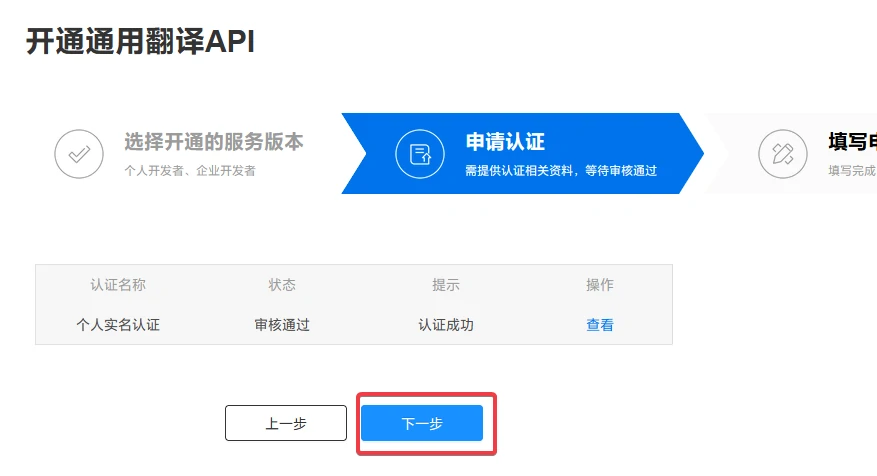 开通通用翻译API
选择开通的服务版本
个人开发者、企业开发者
申请认证
需提供认证相关资料，等待审核通过
填写
填写完成
认证名称 状态 提示 操作
个人实名认证 审核通过 认证成功 查看
上一步 下一步